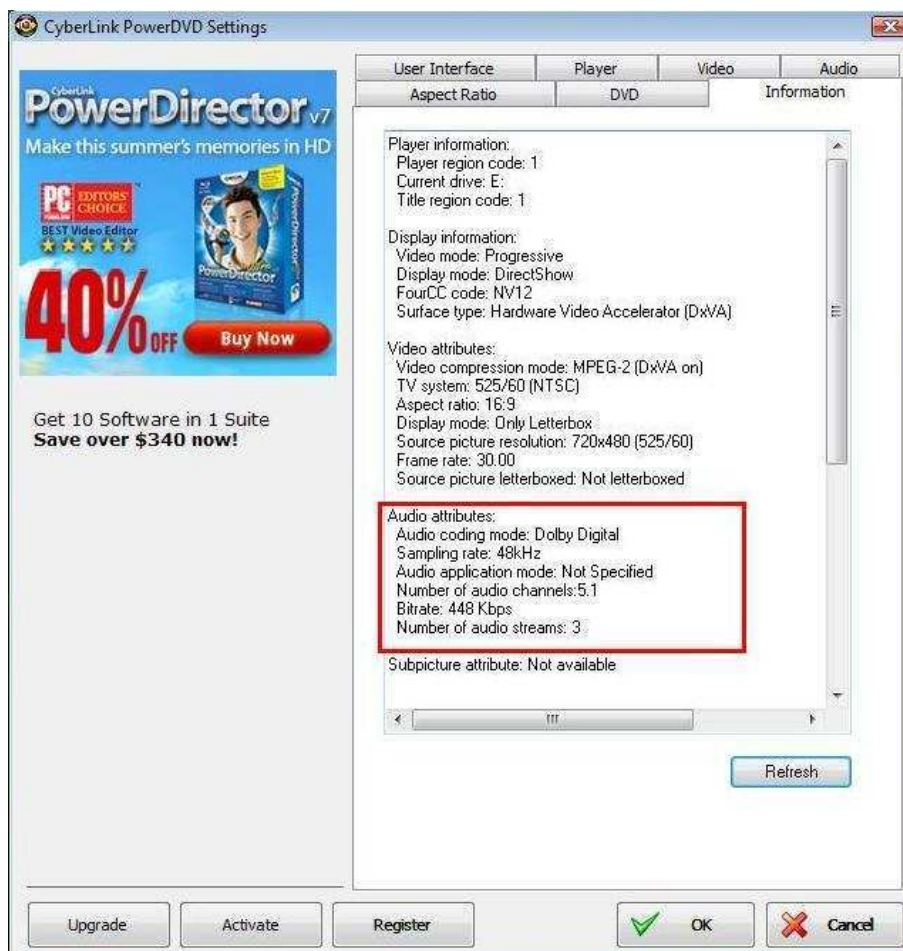 CyberLink PowerDVD Settings
CyberLink
PowerDirector v7
Make this summer's memories in HD
PC EDITORS' CHOICE
BEST Video Editor
PowerDirector
40% OFF
Buy Now
Get 10 Software in 1 Suite
Save over $340 now!
User Interface
Player
Video
Audio
Aspect Ratio
DVD
Information
Player information:
Player region code: 1
Current drive: E:
Title region code: 1
Display information:
Video mode: Progressive
Display mode: DirectShow
FourCC code: NV12
Surface type: Hardware Video Accelerator (DxVA)
Video attributes:
Video compression mode: MPEG-2 (DxVA on)
TV system: 525/60 (NTSC)
Aspect ratio: 16:9
Display mode: Only Letterbox
Source picture resolution: 720x480 (525/60)
Frame rate: 30.00
Source picture letterboxed: Not letterboxed
Audio attributes:
Audio coding mode: Dolby Digital
Sampling rate: 48kHz
Audio application mode: Not Specified
Number of audio channels:5.1
Bitrate: 448 Kbps
Number of audio streams: 3
Subpicture attribute: Not available
Refresh
Upgrade
Activate
Register
OK
Cancel